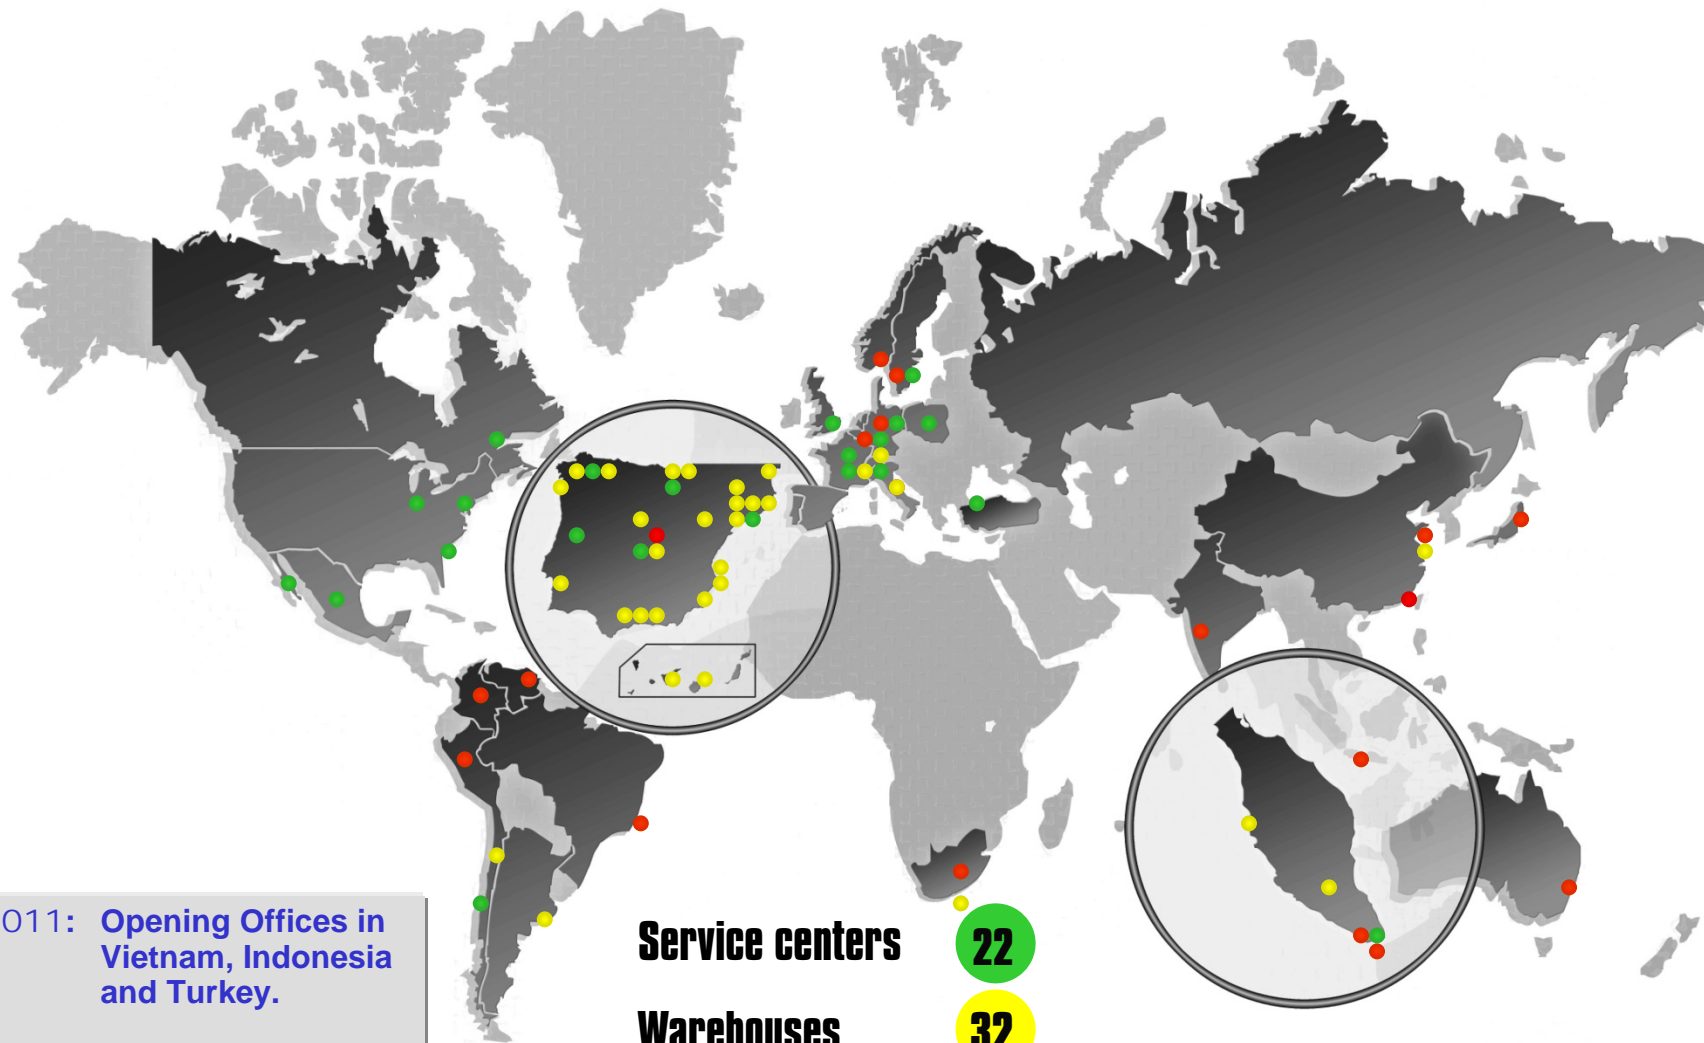 011: Opening Offices in
Vietnam, Indonesia
and Turkey.
Service centers 22
Warehouses 32